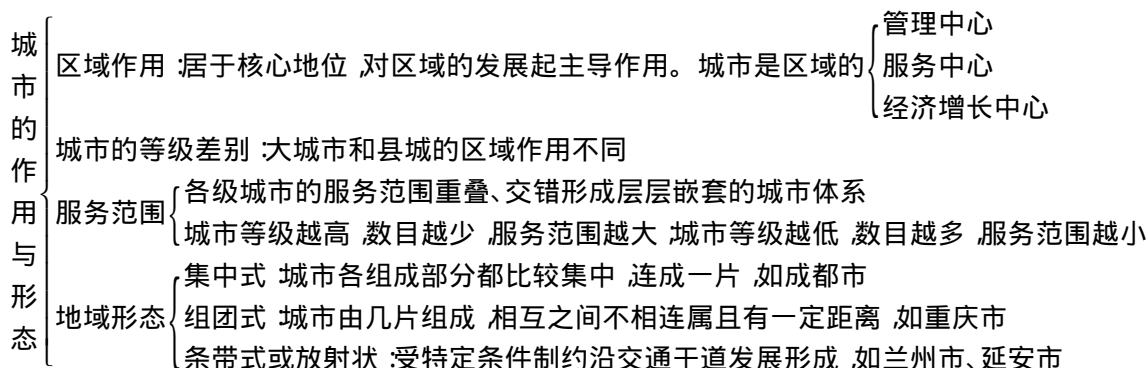 城市的作用与形态
区域作用:居于核心地位,对区域的发展起主导作用。城市是区域的
管理中心
服务中心
经济增长中心
城市的等级差别:大城市和县城的区域作用不同
服务范围
各级城市的服务范围重叠、交错形成层层嵌套的城市体系
城市等级越高,数目越少,服务范围越大 城市等级越低,数目越多,服务范围越小
地域形态
集中式 城市各组成部分都比较集中,连成一片,如成都市
组团式 城市由几片组成,相互之间不相连属且有一定距离,如重庆市
条带式或放射状:受特定条件制约沿交通干道发展形成,如兰州市、延安市